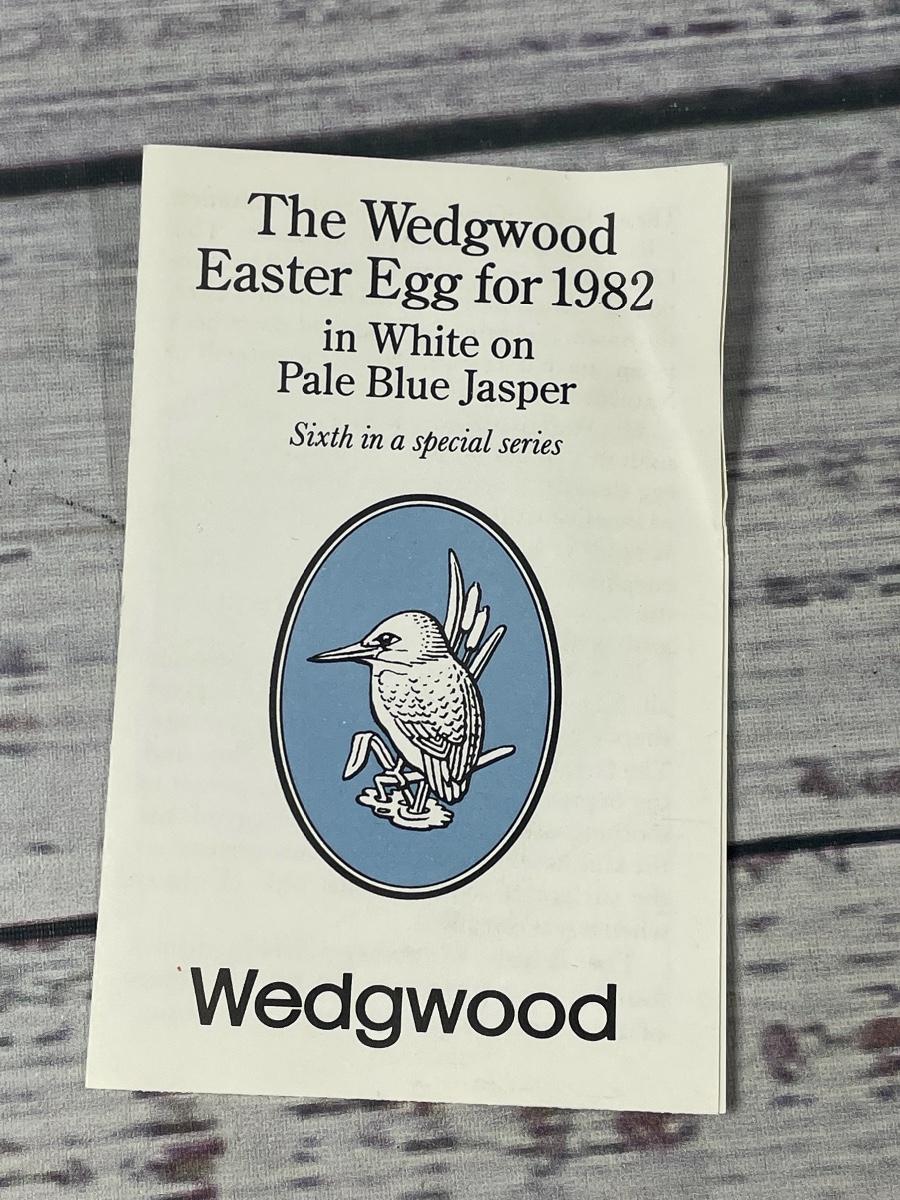 The Wedgwood
Easter Egg for 1982
in White on
Pale Blue Jasper
Sixth in a special series
Wedgwood